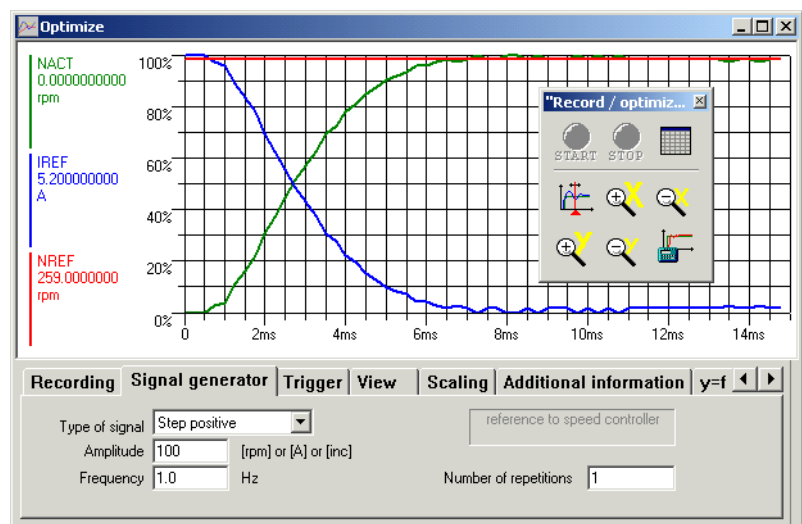 Optimize
NACT
0.0000000000
rpm
IREF
5.200000000
A
NREF
259.0000000
rpm
100%
80%
60%
40%
20%
0%
0 2ms 4ms 6ms 8ms 10ms 12ms 14ms
"Record / optimiz...
START STOP
X X
Y Y
Recording Signal generator Trigger View Scaling Additional information y=f
Type of signal Step positive
reference to speed controller
Amplitude 100 [rpm] or [A] or [inc]
Frequency 1.0 Hz Number of repetitions 1